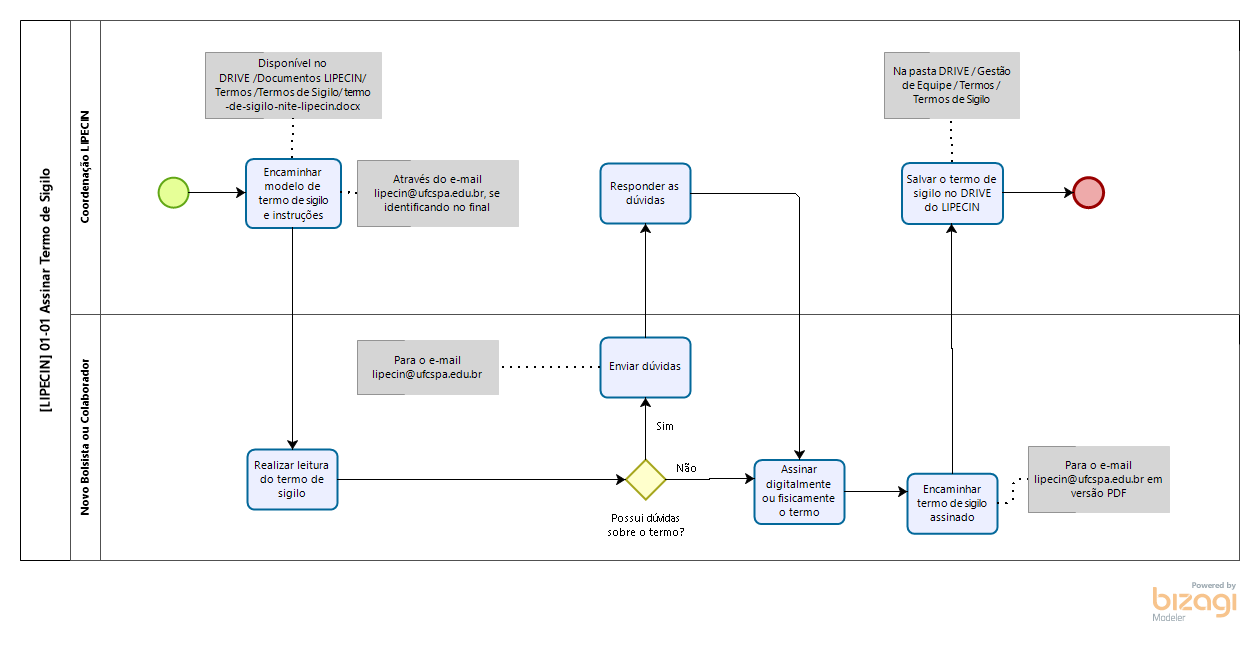 [LIPECIN] 01-01 Assinar Termo de Sigilo
Coordenação LIPECIN
Disponível no
DRIVE /Documentos LIPECIN/
Termos /Termos de Sigilo/termo
-de-sigilo-nite-lipecin.docx
Encaminhar
modelo de
termo de sigilo
e instruções
Através do e-mail
lipecin@ufcspa.edu.br, se
identificando no final
Responder as
dúvidas
Na pasta DRIVE / Gestão
de Equipe / Termos /
Termos de Sigilo
Salvar o termo de
sigilo no DRIVE
do LIPECIN
Novo Bolsista ou Colaborador
Para o e-mail
lipecin@ufcspa.edu.br
Enviar dúvidas
Sim
Realizar leitura
do termo de
sigilo
Não
Possui dúvidas
sobre o termo?
Assinar
digitalmente
ou fisicamente
o termo
Encaminhar
termo de sigilo
assinado
Para o e-mail
lipecin@ufcspa.edu.br em
versão PDF
Powered by
bizagi
Modeler